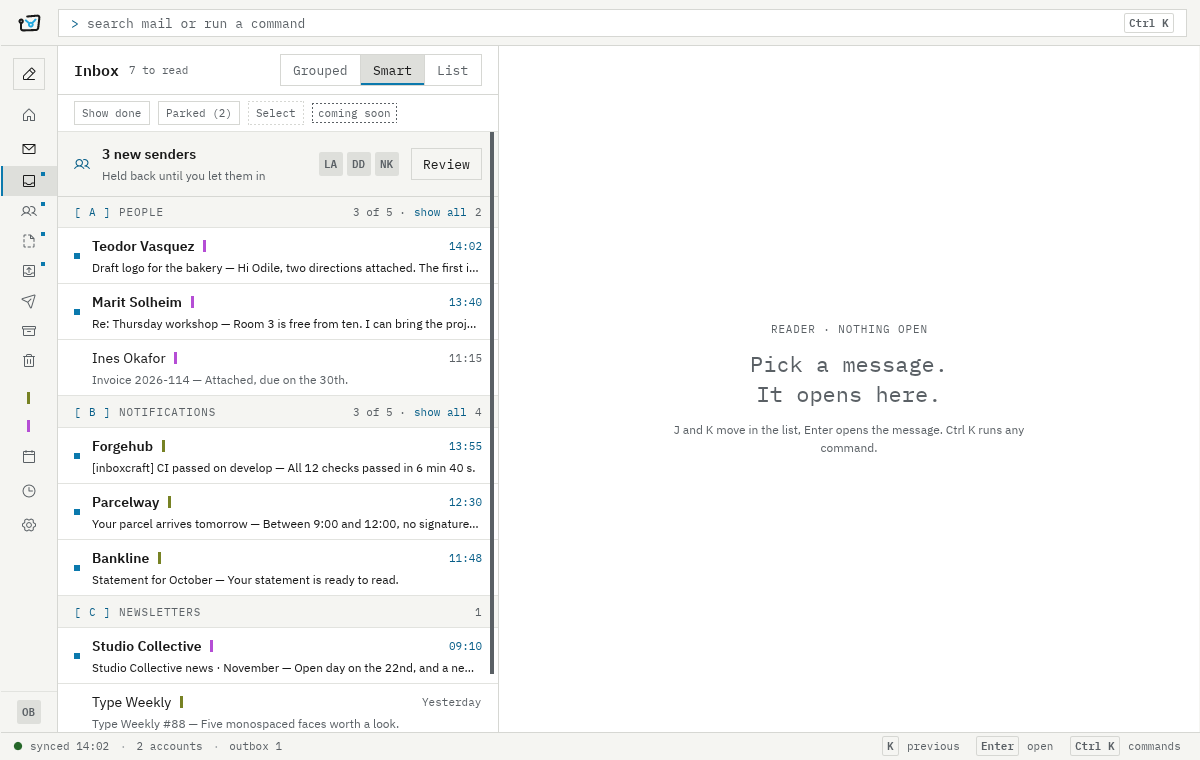 > search mail or run a command Ctrl K
Inbox 7 to read Grouped Smart List
Show done Parked (2) Select coming soon
3 new senders
Held back until you let them in
LA DD NK Review
[ A ] PEOPLE 3 of 5 · show all 2
Teodor Vasquez 14:02
Draft logo for the bakery — Hi Odile, two directions attached. The first i…
Marit Solheim 13:40
Re: Thursday workshop — Room 3 is free from ten. I can bring the proj…
Ines Okafor 11:15
Invoice 2026-114 — Attached, due on the 30th.
[ B ] NOTIFICATIONS 3 of 5 · show all 4
Forgehub 13:55
[inboxcraft] CI passed on develop — All 12 checks passed in 6 min 40 s.
Parcelway 12:30
Your parcel arrives tomorrow — Between 9:00 and 12:00, no signature…
Bankline 11:48
Statement for October — Your statement is ready to read.
[ C ] NEWSLETTERS 1
Studio Collective 09:10
Studio Collective news · November — Open day on the 22nd, and a ne…
Type Weekly Yesterday
Type Weekly #88 — Five monospaced faces worth a look.
READER · NOTHING OPEN
Pick a message.
It opens here.
J and K move in the list, Enter opens the message. Ctrl K runs any
command.
OB
synced 14:02 · 2 accounts · outbox 1
K previous Enter open Ctrl K commands